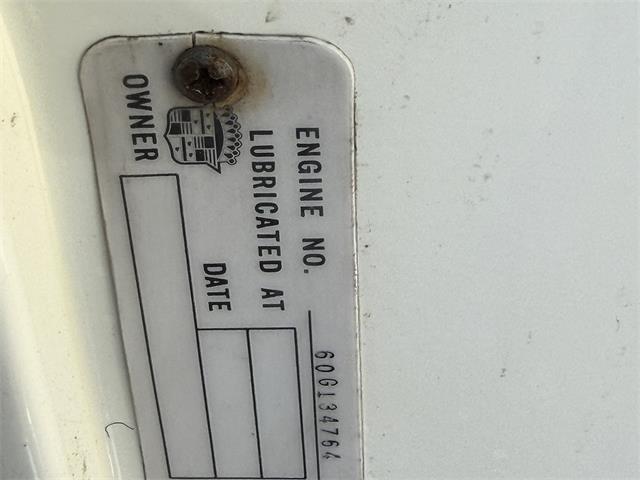 ENGINE NO. 60G134764
LUBRICATED AT
DATE
OWNER